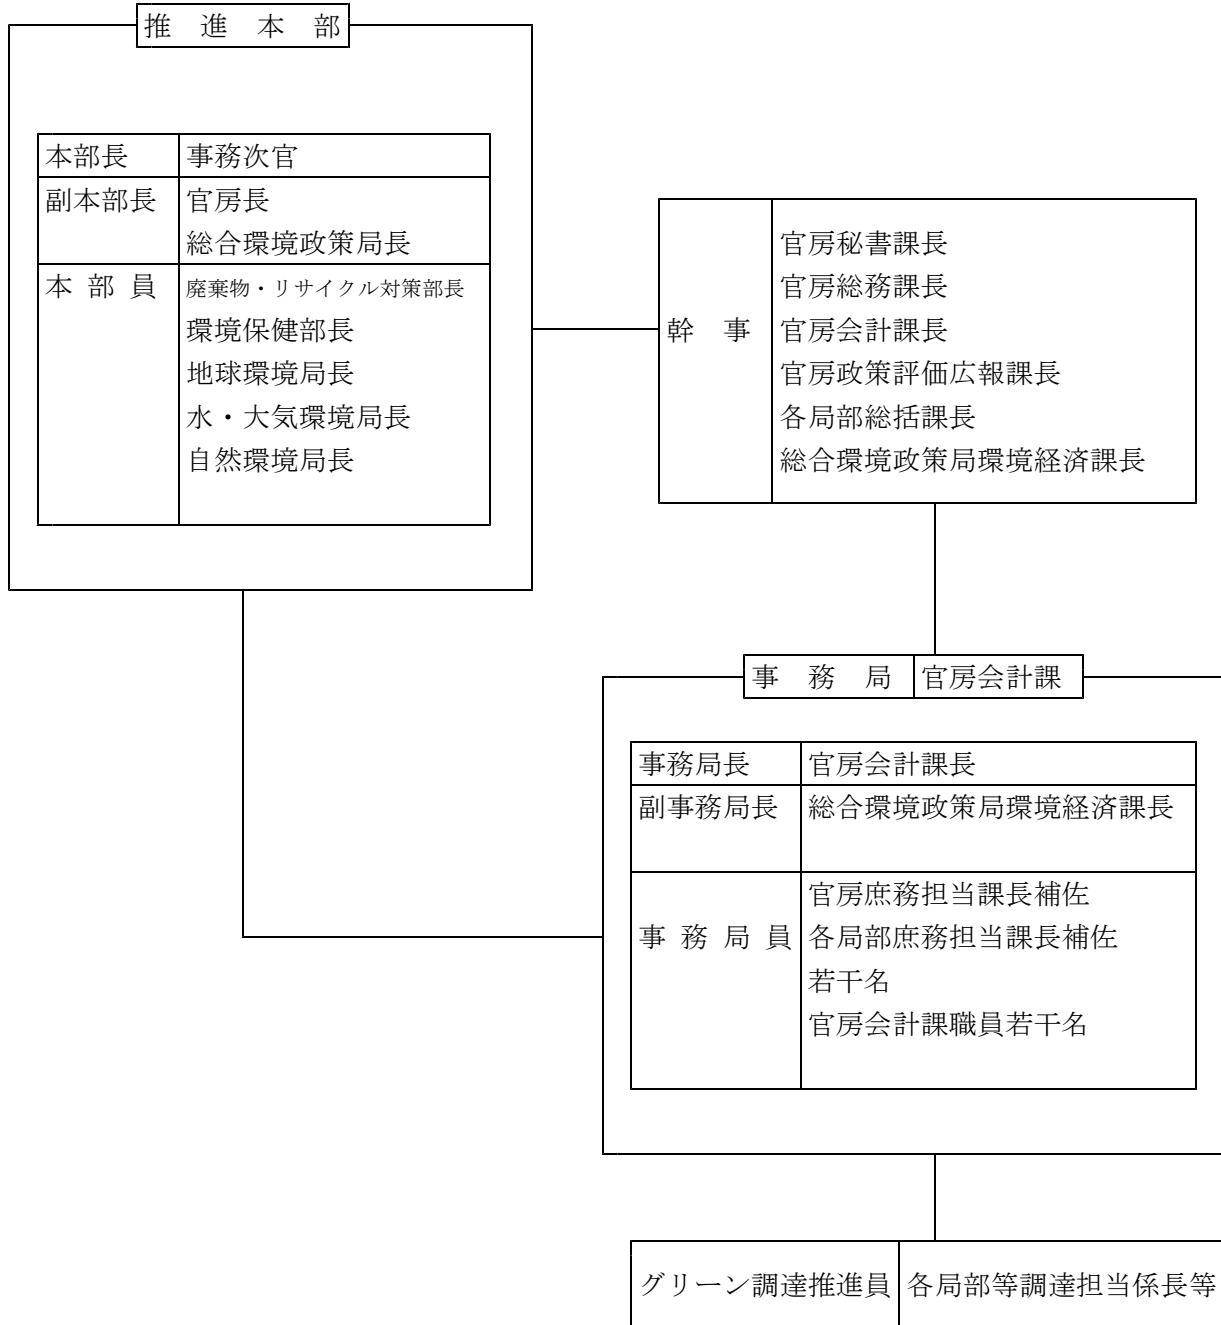 推進本部
本部長 事務次官
副本部長 官房長
総合環境政策局長
本部員 廃棄物・リサイクル対策部長
環境保健部長
地球環境局長
水・大気環境局長
自然環境局長
官房秘書課長
官房総務課長
幹事 官房会計課長
官房政策評価広報課長
各局部総括課長
総合環境政策局環境経済課長
事務局 官房会計課
事務局長 官房会計課長
副事務局長 総合環境政策局環境経済課長
官房庶務担当課長補佐
事務局員 各局部庶務担当課長補佐
若干名
官房会計課職員若干名
グリーン調達推進員 各局部等調達担当係長等